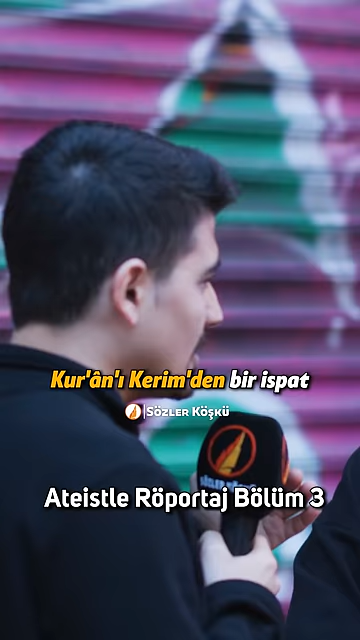 Kur'ân'ı Kerim'den bir ispat
SÖZLER KÖŞKÜ
Ateistle Röportaj Bölüm 3